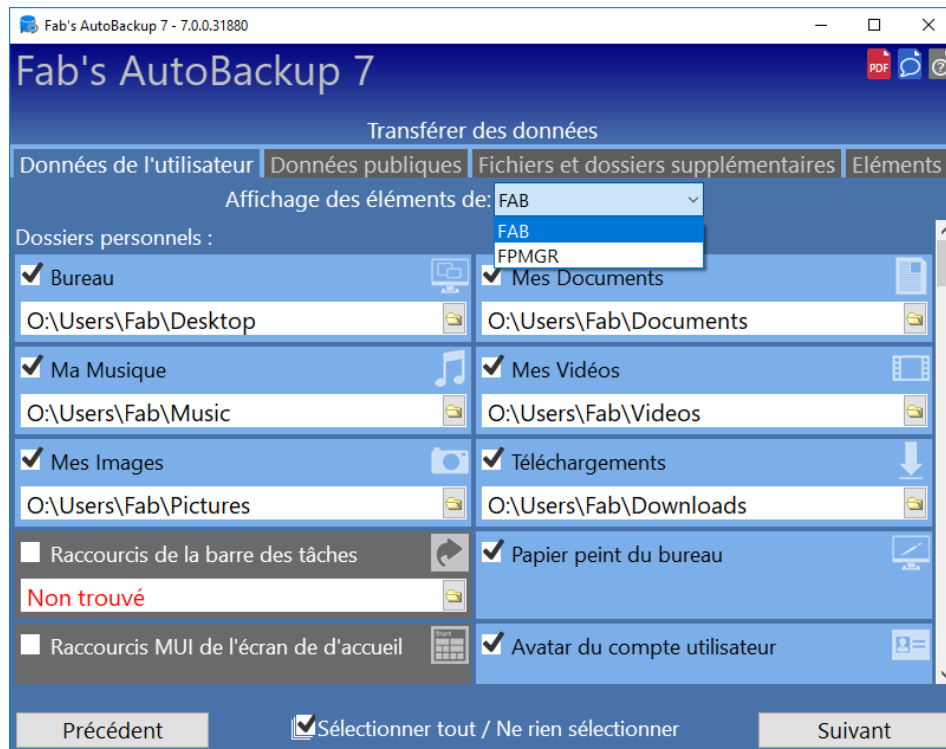 Fab's AutoBackup 7 - 7.0.0.31880
Fab's AutoBackup 7
PDF
?
Transférer des données
Données de l'utilisateur Données publiques Fichiers et dossiers supplémentaires Eléments
Affichage des éléments de: FAB
FAB
FPMGR
Dossiers personnels :
Bureau
Mes Documents
O:\Users\Fab\Desktop
O:\Users\Fab\Documents
Ma Musique
Mes Vidéos
O:\Users\Fab\Music
O:\Users\Fab\Videos
Mes Images
Téléchargements
O:\Users\Fab\Pictures
O:\Users\Fab\Downloads
Raccourcis de la barre des tâches
Papier peint du bureau
Non trouvé
Raccourcis MUI de l'écran de d'accueil
Start
Avatar du compte utilisateur
Précédent
Sélectionner tout / Ne rien sélectionner
Suivant